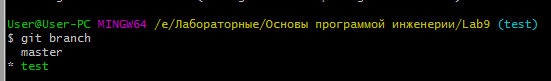 User@User-PC MINGW64 /e/Лабораторные/Основы программой инженерии/Lab9 (test)
$ git branch
master
* test